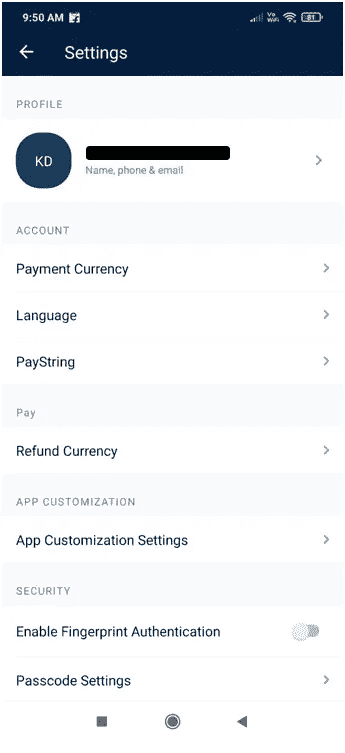 9:50 AM
Vo
WiFi
81
Settings
PROFILE
KD
Name, phone & email
ACCOUNT
Payment Currency
Language
PayString
Pay
Refund Currency
APP CUSTOMIZATION
App Customization Settings
SECURITY
Enable Fingerprint Authentication
Passcode Settings